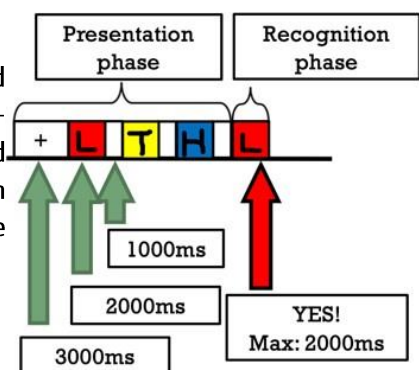 Presentation
phase
Recognition
phase
+ L T H L
1000ms
2000ms
3000ms
YES!
Max: 2000ms